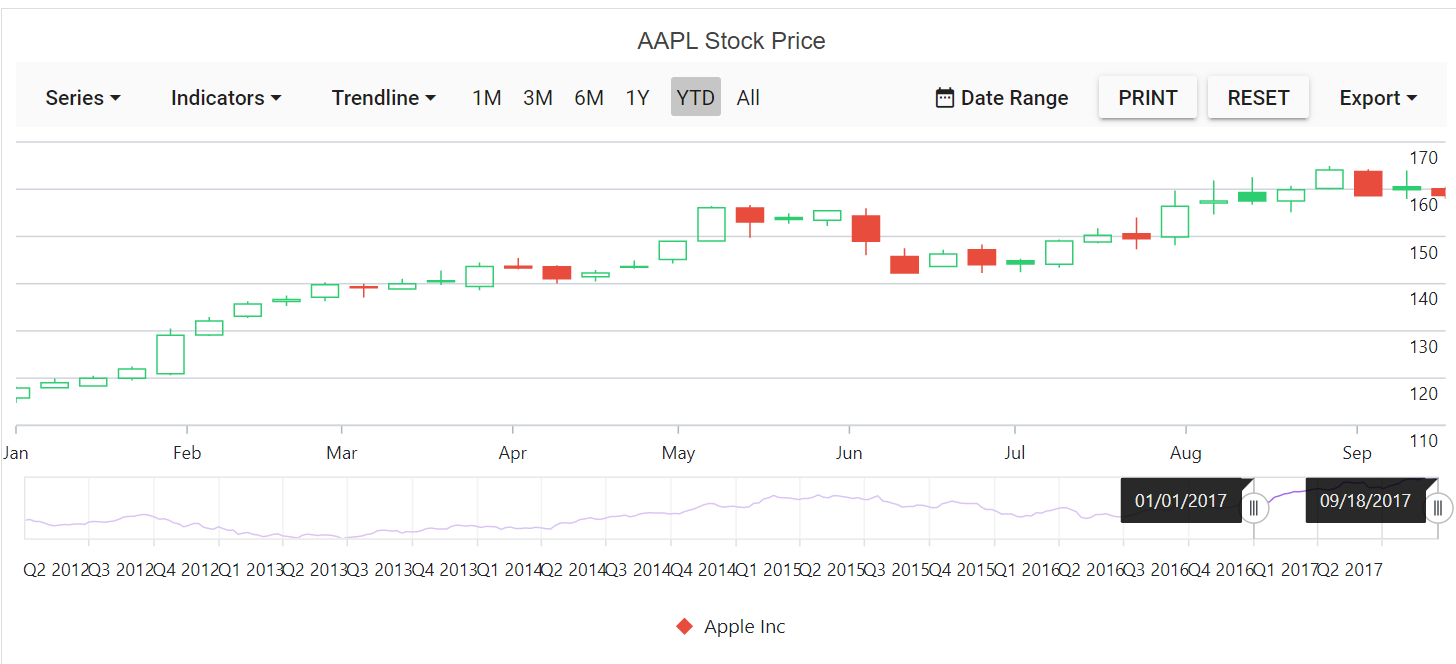 AAPL Stock Price
Series Indicators Trendline 1M 3M 6M 1Y YTD All Date Range PRINT RESET Export
170
160
150
140
130
120
110
Jan Feb Mar Apr May Jun Jul Aug Sep
01/01/2017 09/18/2017
Q2 2012 Q3 2012 Q4 2012 Q1 2013 Q2 2013 Q3 2013 Q4 2013 Q1 2014 Q2 2014 Q3 2014 Q4 2014 Q1 2015 Q2 2015 Q3 2015 Q4 2015 Q1 2016 Q2 2016 Q3 2016 Q4 2016 Q1 2017 Q2 2017
Apple Inc